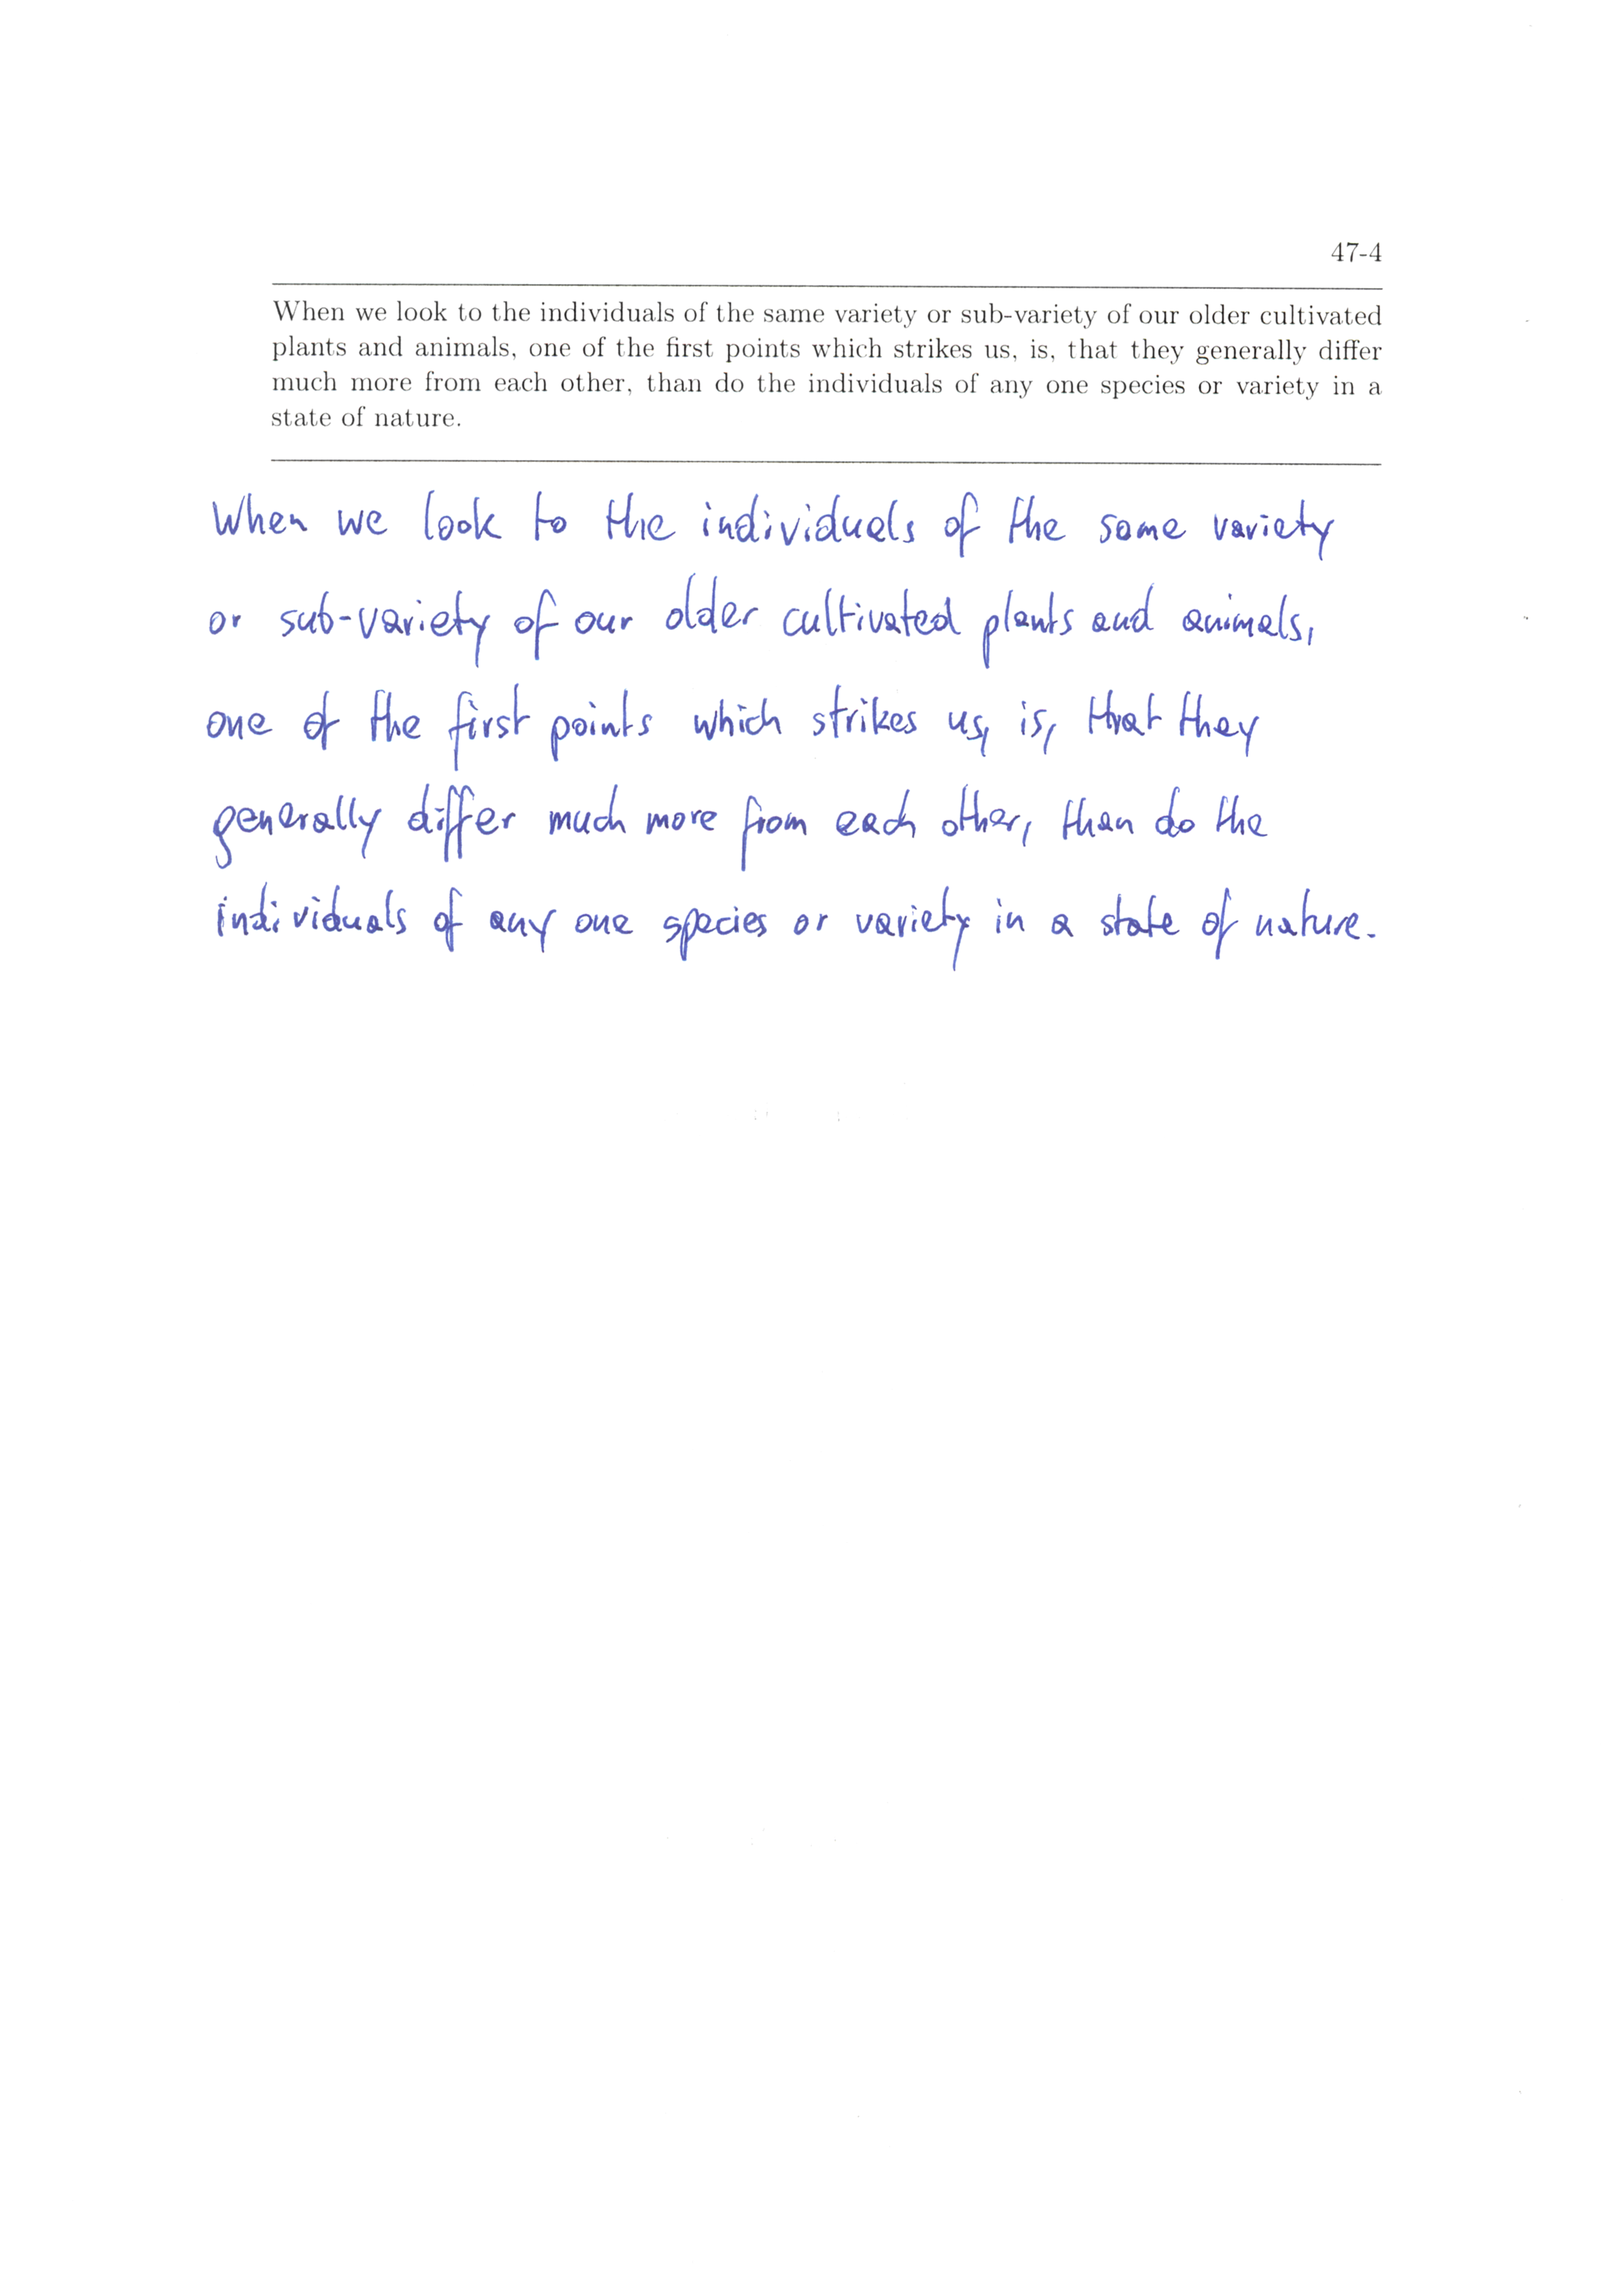 47-4
When we look to the individuals of the same variety or sub-variety of our older cultivated
plants and animals, one of the first points which strikes us, is, that they generally differ
much more from each other, than do the individuals of any one species or variety in a
state of nature.
When we look to the individuals of the same variety
or sub-variety of our older cultivated plants and animals,
one of the first points which strikes us, is, that they
generally differ much more from each other, than do the
individuals of any one species or variety in a state of nature.